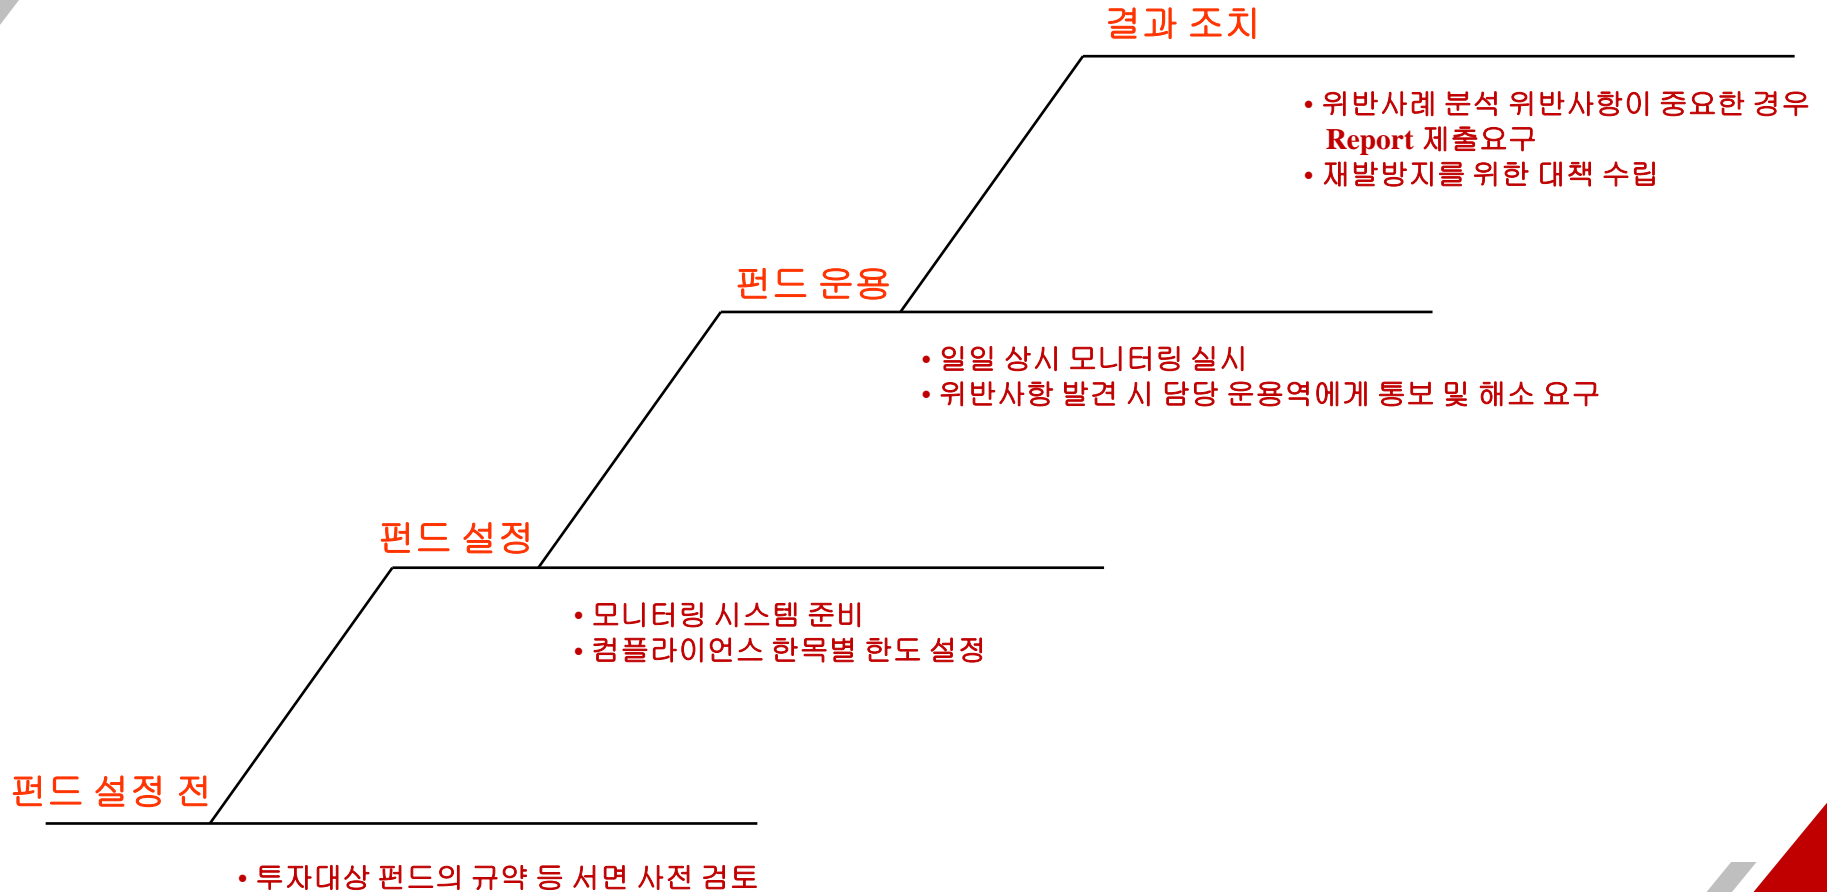 결과 조치
• 위반사례 분석 위반사항이 중요한 경우
Report 제출요구
• 재발방지를 위한 대책 수립
펀드 운용
• 일일 상시 모니터링 실시
• 위반사항 발견 시 담당 운용역에게 통보 및 해소 요구
펀드 설정
• 모니터링 시스템 준비
• 컴플라이언스 한목별 한도 설정
펀드 설정 전
• 투자대상 펀드의 규약 등 서면 사전 검토